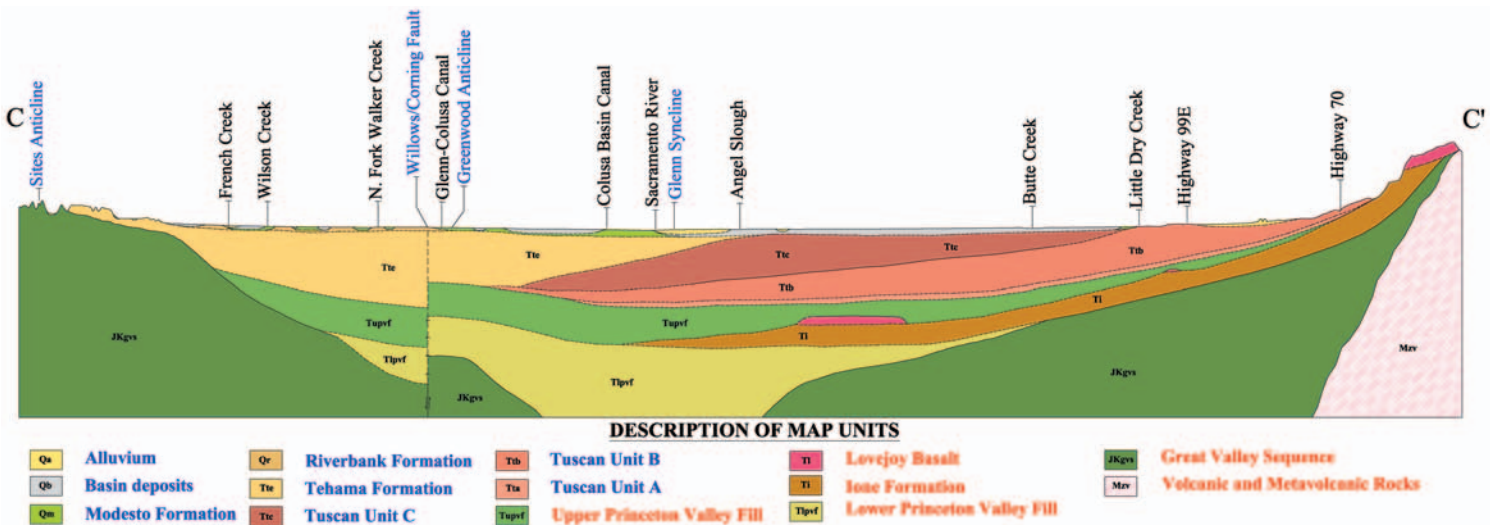 C
C'
Sites Anticline
French Creek
Wilson Creek
N. Fork Walker Creek
Willows/Corning Fault
Glenn-Colusa Canal
Greenwood Anticline
Colusa Basin Canal
Sacramento River
Glenn Syncline
Angel Slough
Butte Creek
Little Dry Creek
Highway 99E
Highway 70
Tte
Tte
Ttc
Ttc
Ttb
Ttb
Tupvf
Tupvf
Ti
Ti
Tlpvf
Tlpvf
JKgvs
JKgvs
JKgvs
Mzv
DESCRIPTION OF MAP UNITS
Qa Alluvium
Qb Basin deposits
Qm Modesto Formation
Qr Riverbank Formation
Tte Tehama Formation
Ttc Tuscan Unit C
Ttb Tuscan Unit B
Tta Tuscan Unit A
Tupvf Upper Princeton Valley Fill
Tl Lovejoy Basalt
Ti Ione Formation
Tlpvf Lower Princeton Valley Fill
JKgvs Great Valley Sequence
Mzv Volcanic and Metavolcanic Rocks